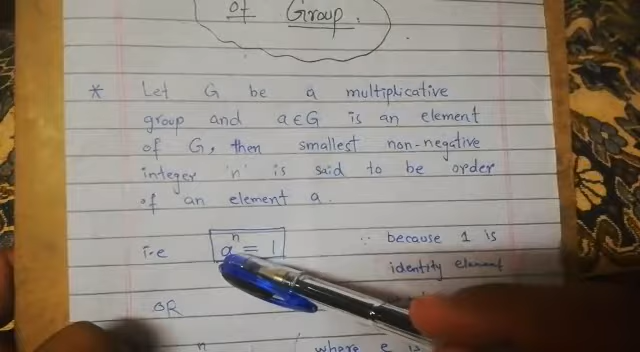 of Group.
* Let G be a multiplicative
group and a∈G is an element
of G, then smallest non-negative
integer 'n' is said to be order
of an element a.
i.e aⁿ = 1 ∵ because 1 is
identity element
OR
n where e is